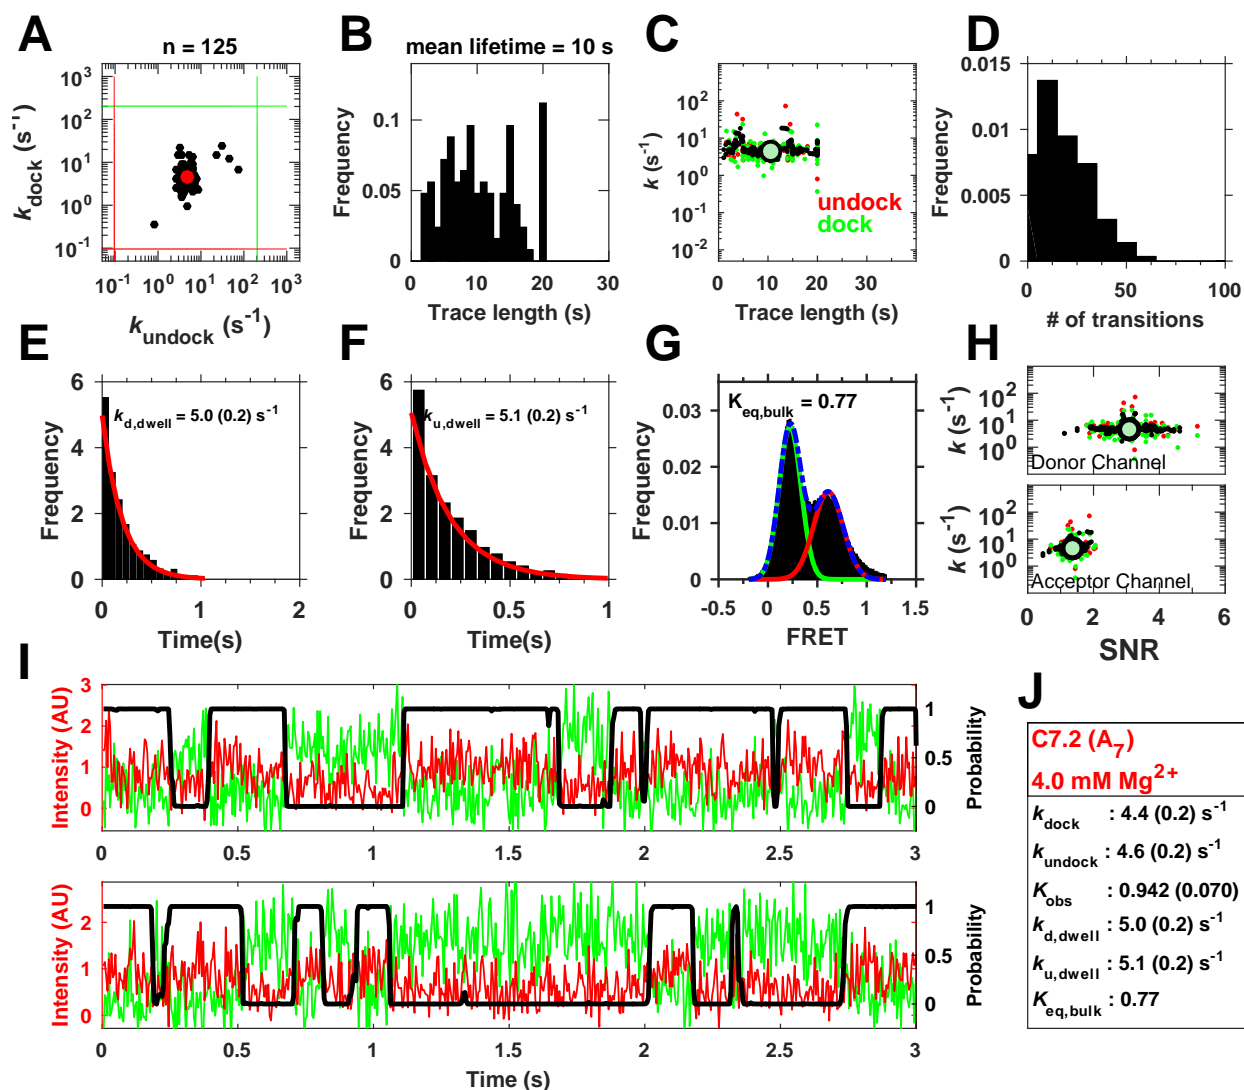 A
n = 125
10³
10²
10¹
10⁰
10⁻¹
k_dock (s⁻¹)
10⁻¹ 10⁰ 10¹ 10² 10³
k_undock (s⁻¹)
B
mean lifetime = 10 s
0.1
0.05
0
Frequency
0 10 20 30
Trace length (s)
C
10²
10¹
10⁰
10⁻¹
10⁻²
k (s⁻¹)
undock
dock
0 10 20 30
Trace length (s)
D
0.015
0.01
0.005
0
Frequency
0 50 100
# of transitions
E
6
4
2
0
Frequency
k_d,dwell = 5.0 (0.2) s⁻¹
0 1 2
Time(s)
F
6
4
2
0
Frequency
k_u,dwell = 5.1 (0.2) s⁻¹
0 0.5 1
Time(s)
G
K_eq,bulk = 0.77
0.03
0.02
0.01
0
Frequency
-0.5 0 0.5 1 1.5
FRET
H
10²
10¹
10⁰
k (s⁻¹)
Donor Channel
10²
10¹
10⁰
k (s⁻¹)
Acceptor Channel
0 2 4 6
SNR
I
3
2
1
0
Intensity (AU)
1
0.5
0
Probability
0 0.5 1 1.5 2 2.5 3
2
1
0
Intensity (AU)
1
0.5
0
Probability
0 0.5 1 1.5 2 2.5 3
Time (s)
J
C7.2 (A₇)
4.0 mM Mg²⁺
k_dock : 4.4 (0.2) s⁻¹
k_undock : 4.6 (0.2) s⁻¹
K_obs : 0.942 (0.070)
k_d,dwell : 5.0 (0.2) s⁻¹
k_u,dwell : 5.1 (0.2) s⁻¹
K_eq,bulk : 0.77